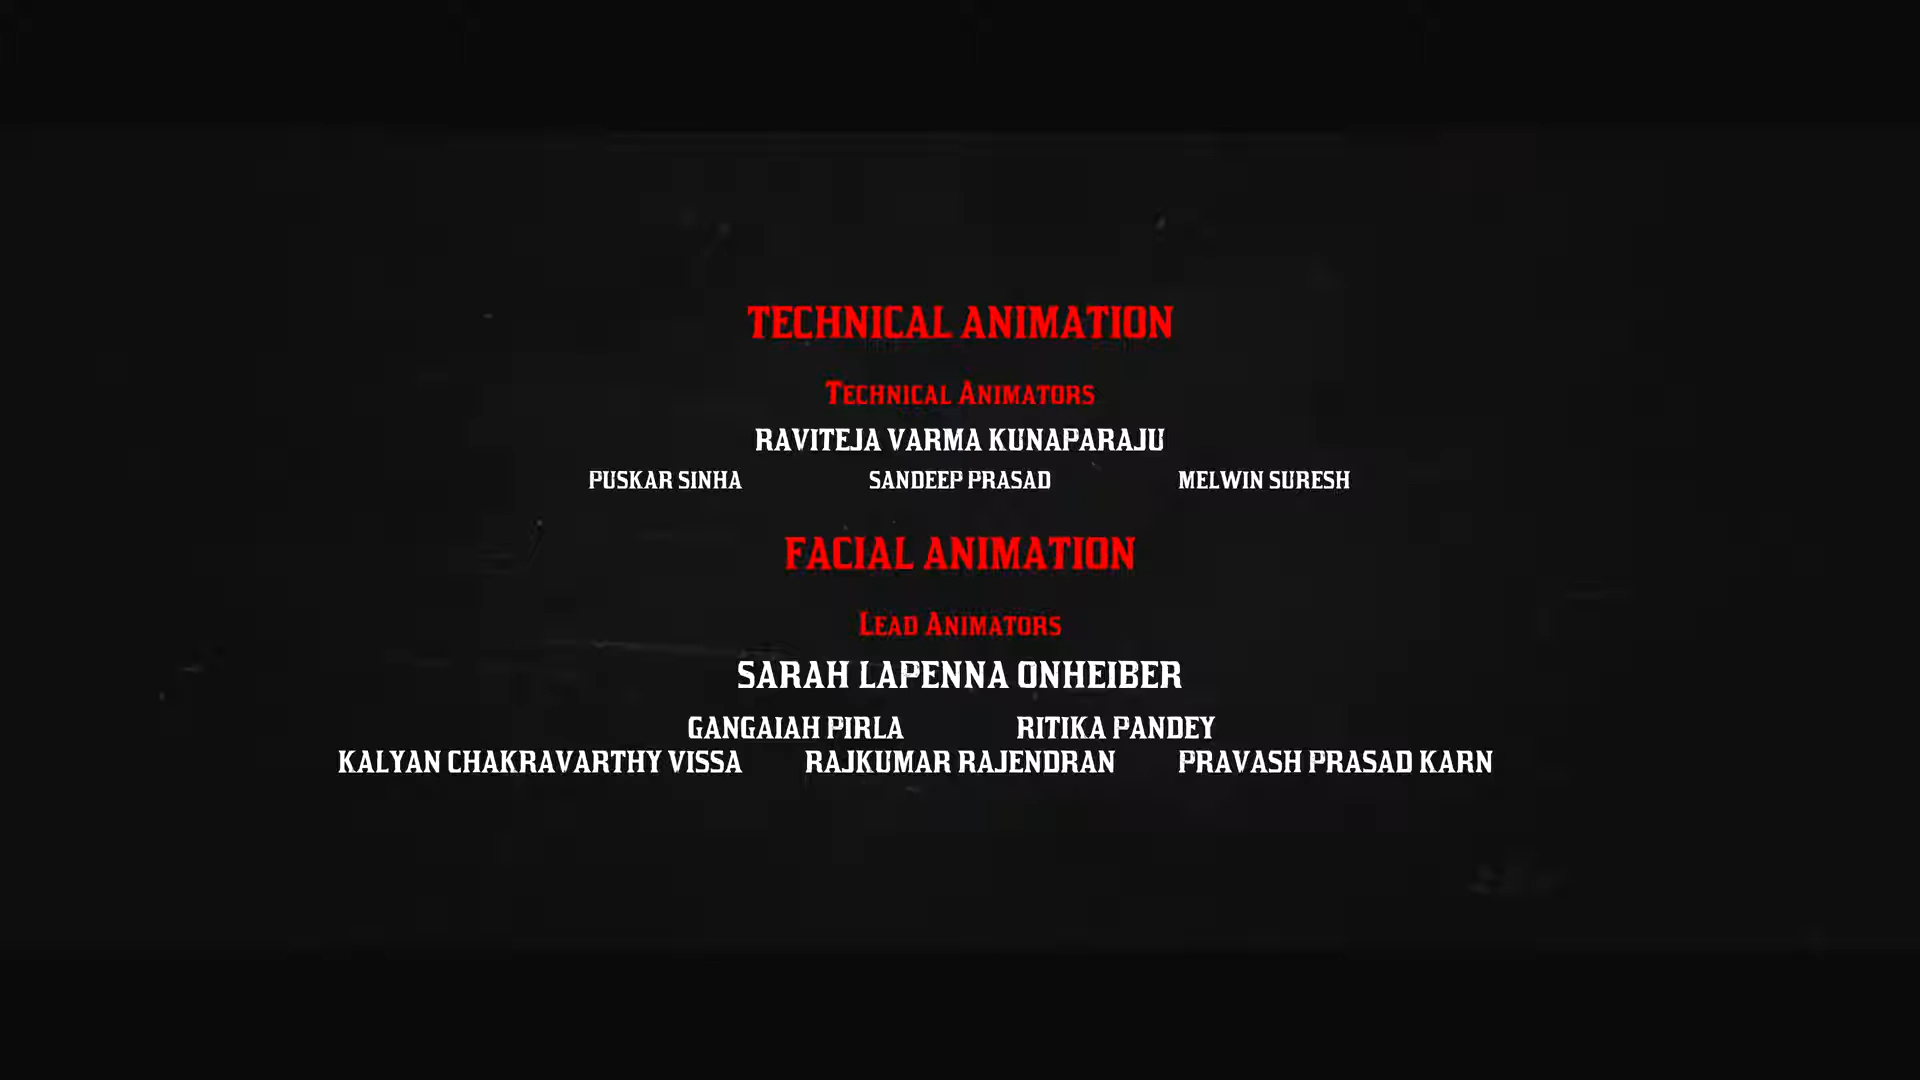 TECHNICAL ANIMATION
TECHNICAL ANIMATORS
RAVITEJA VARMA KUNAPARAJU
PUSKAR SINHA SANDEEP PRASAD MELWIN SURESH
FACIAL ANIMATION
LEAD ANIMATORS
SARAH LAPENNA ONHEIBER
GANGAIAH PIRLA RITIKA PANDEY
KALYAN CHAKRAVARTHY VISSA RAJKUMAR RAJENDRAN PRAVASH PRASAD KARN